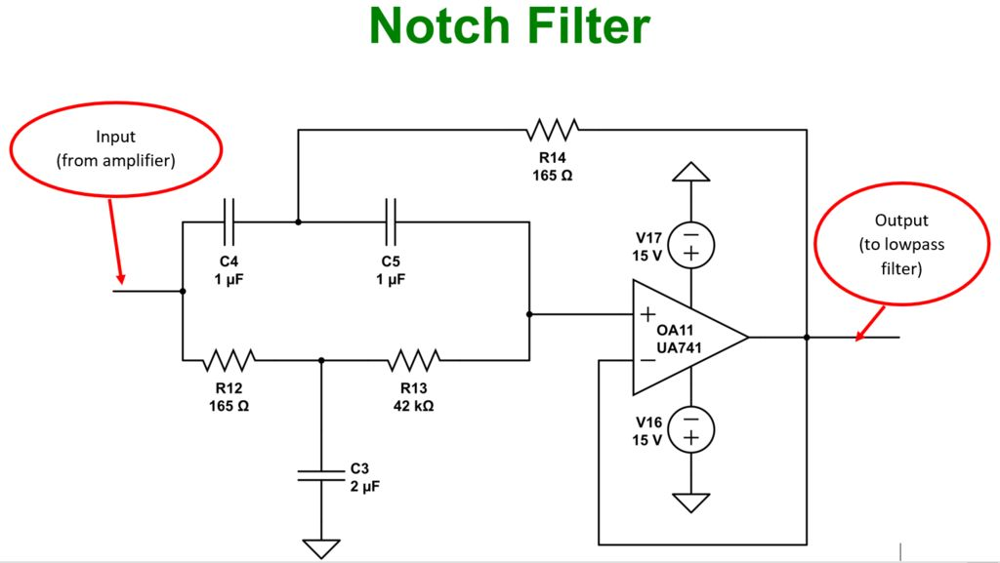 Notch Filter
Input
(from amplifier)
R14
165 Ω
Output
(to lowpass
filter)
V17
15 V
− 
+
C4
1 µF
C5
1 µF
+
OA11
UA741
−
R12
165 Ω
R13
42 kΩ
V16
15 V
−
+
C3
2 µF